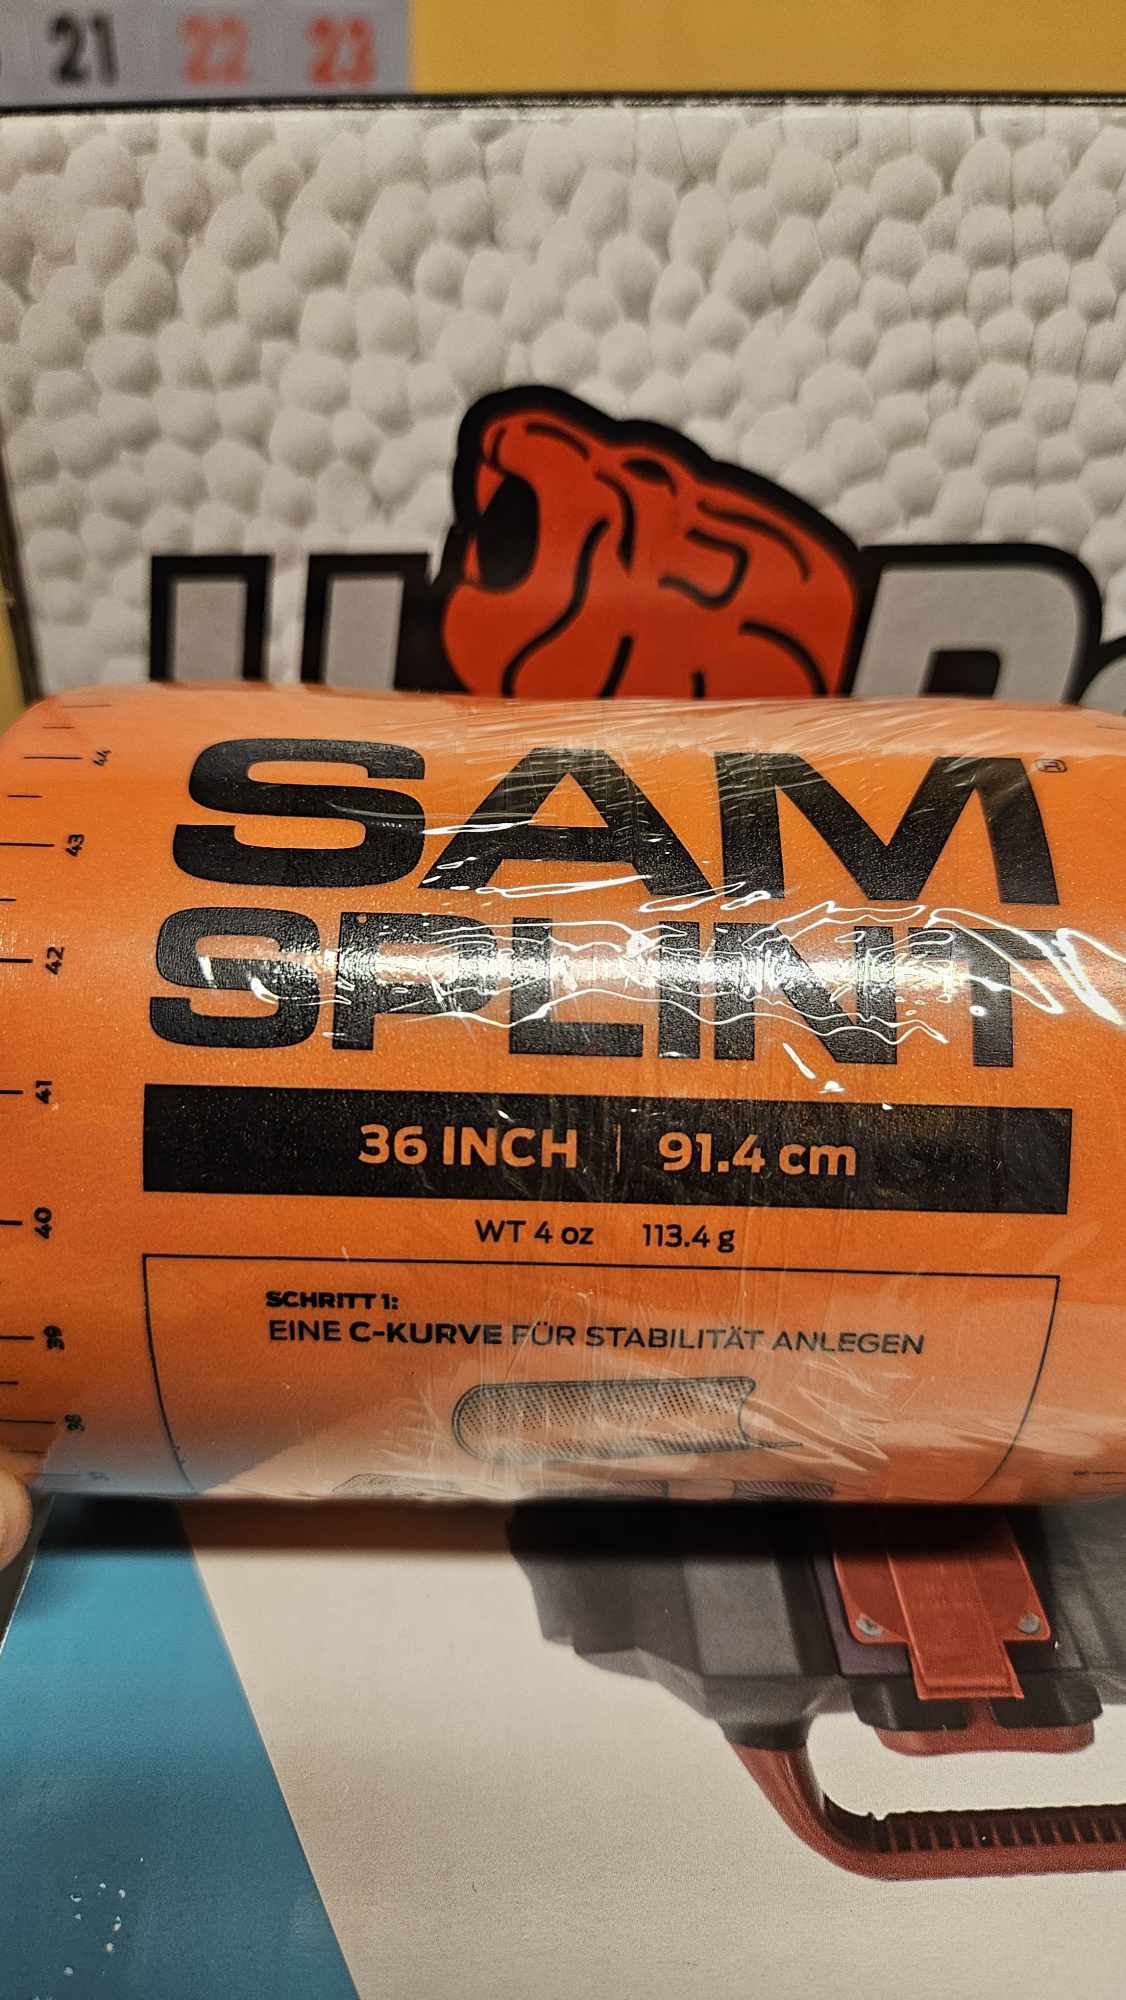 21 22 23
SAM®
SPLINT
36 INCH | 91.4 cm
WT 4 oz 113.4 g
SCHRITT 1:
EINE C-KURVE FÜR STABILITÄT ANLEGEN
44
43
42
41
40
39
38